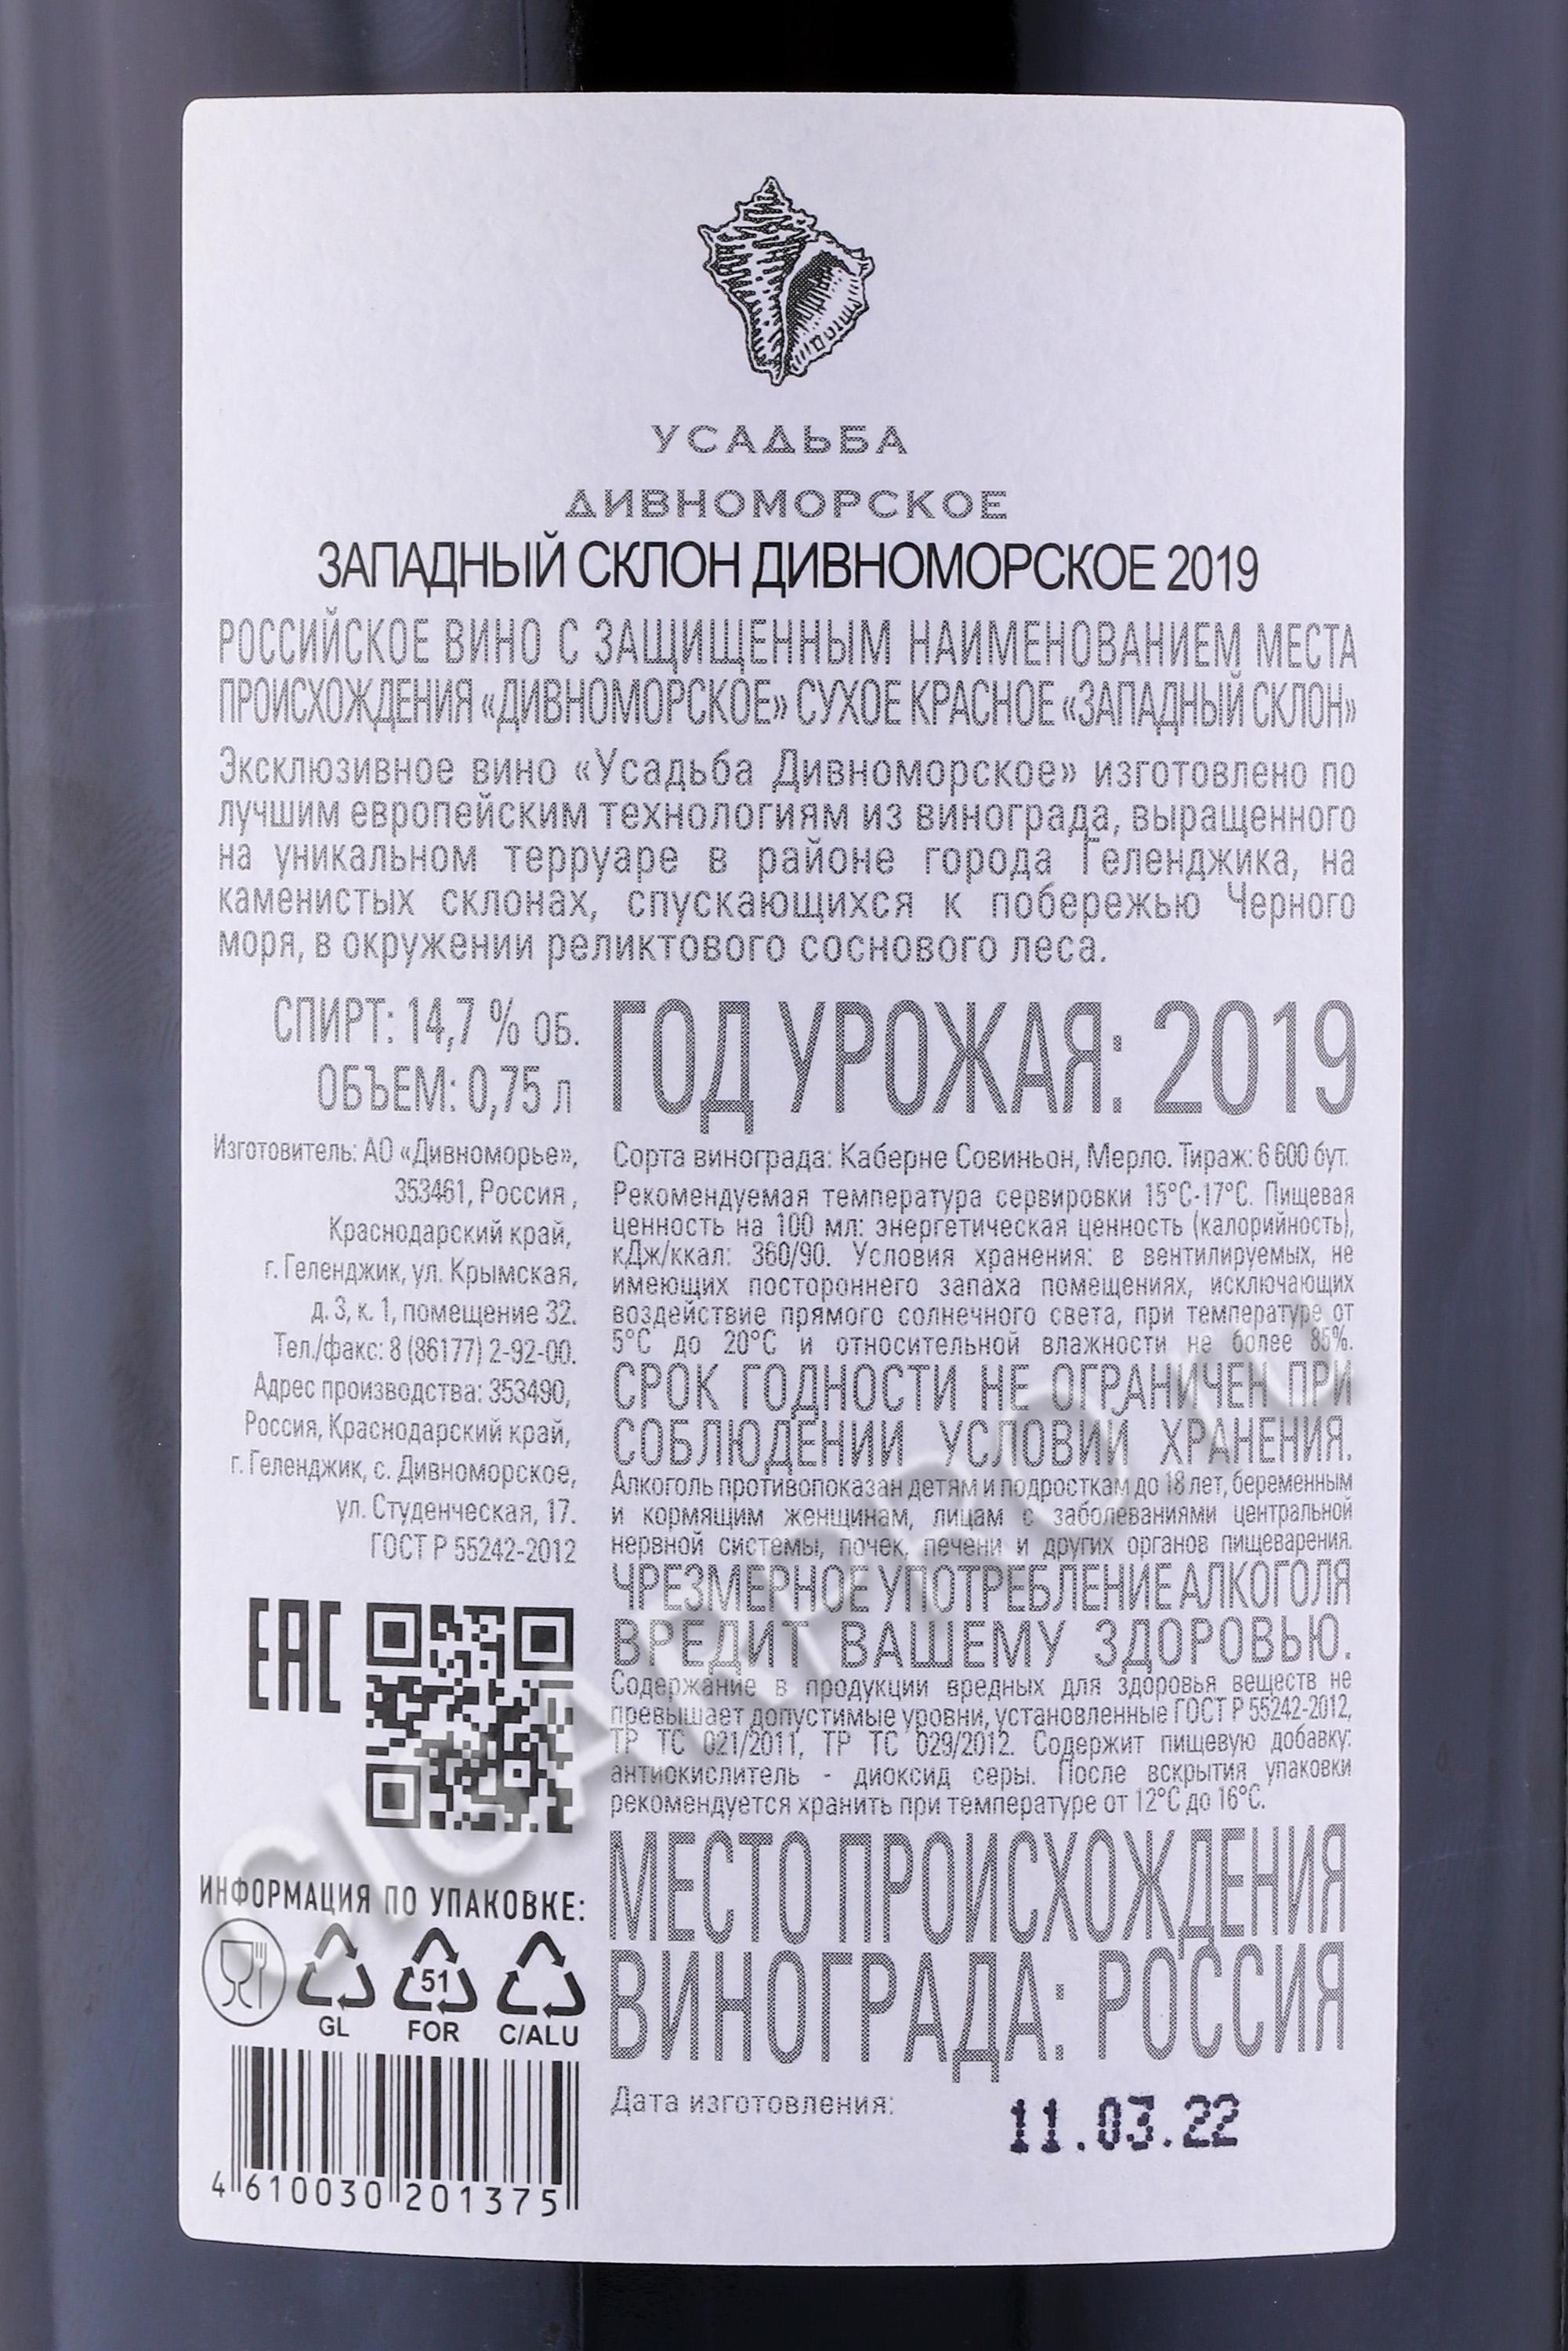 УСАДЬБА
ДИВНОМОРСКОЕ
ЗАПАДНЫЙ СКЛОН ДИВНОМОРСКОЕ 2019
РОССИЙСКОЕ ВИНО С ЗАЩИЩЕННЫМ НАИМЕНОВАНИЕМ МЕСТА
ПРОИСХОЖДЕНИЯ «ДИВНОМОРСКОЕ» СУХОЕ КРАСНОЕ «ЗАПАДНЫЙ СКЛОН»
Эксклюзивное вино «Усадьба Дивноморское» изготовлено по
лучшим европейским технологиям из винограда, выращенного
на уникальном терруаре в районе города Геленджика, на
каменистых склонах, спускающихся к побережью Черного
моря, в окружении реликтового соснового леса.
СПИРТ: 14,7 % ОБ.
ОБЪЕМ: 0,75 Л
Изготовитель: АО «Дивноморье»,
353461, Россия ,
Краснодарский край,
г. Геленджик, ул. Крымская,
д. 3, к. 1, помещение 32.
Тел./факс: 8 (86177) 2-92-00.
Адрес производства: 353490,
Россия, Краснодарский край,
г. Геленджик, с. Дивноморское,
ул. Студенческая, 17.
ГОСТ Р 55242-2012
EAC
ИНФОРМАЦИЯ ПО УПАКОВКЕ:
51
GL FOR C/ALU
4 610030 201375
ГОД УРОЖАЯ: 2019
Сорта винограда: Каберне Совиньон, Мерло. Тираж: 6 600 бут.
Рекомендуемая температура сервировки 15°С-17°С. Пищевая
ценность на 100 мл: энергетическая ценность (калорийность),
кДж/ккал: 360/90. Условия хранения: в вентилируемых, не
имеющих постороннего запаха помещениях, исключающих
воздействие прямого солнечного света, при температуре от
5°С до 20°С и относительной влажности не более 85%.
СРОК ГОДНОСТИ НЕ ОГРАНИЧЕН ПРИ
СОБЛЮДЕНИИ УСЛОВИЙ ХРАНЕНИЯ.
Алкоголь противопоказан детям и подросткам до 18 лет, беременным
и кормящим женщинам, лицам с заболеваниями центральной
нервной системы, почек, печени и других органов пищеварения.
ЧРЕЗМЕРНОЕ УПОТРЕБЛЕНИЕ АЛКОГОЛЯ
ВРЕДИТ ВАШЕМУ ЗДОРОВЬЮ.
Содержание в продукции вредных для здоровья веществ не
превышает допустимые уровни, установленные ГОСТ Р 55242-2012,
ТР ТС 021/2011, ТР ТС 029/2012. Содержит пищевую добавку:
антиокислитель - диоксид серы. После вскрытия упаковки
рекомендуется хранить при температуре от 12°С до 16°С.
МЕСТО ПРОИСХОЖДЕНИЯ
ВИНОГРАДА: РОССИЯ
Дата изготовления: 11.03.22